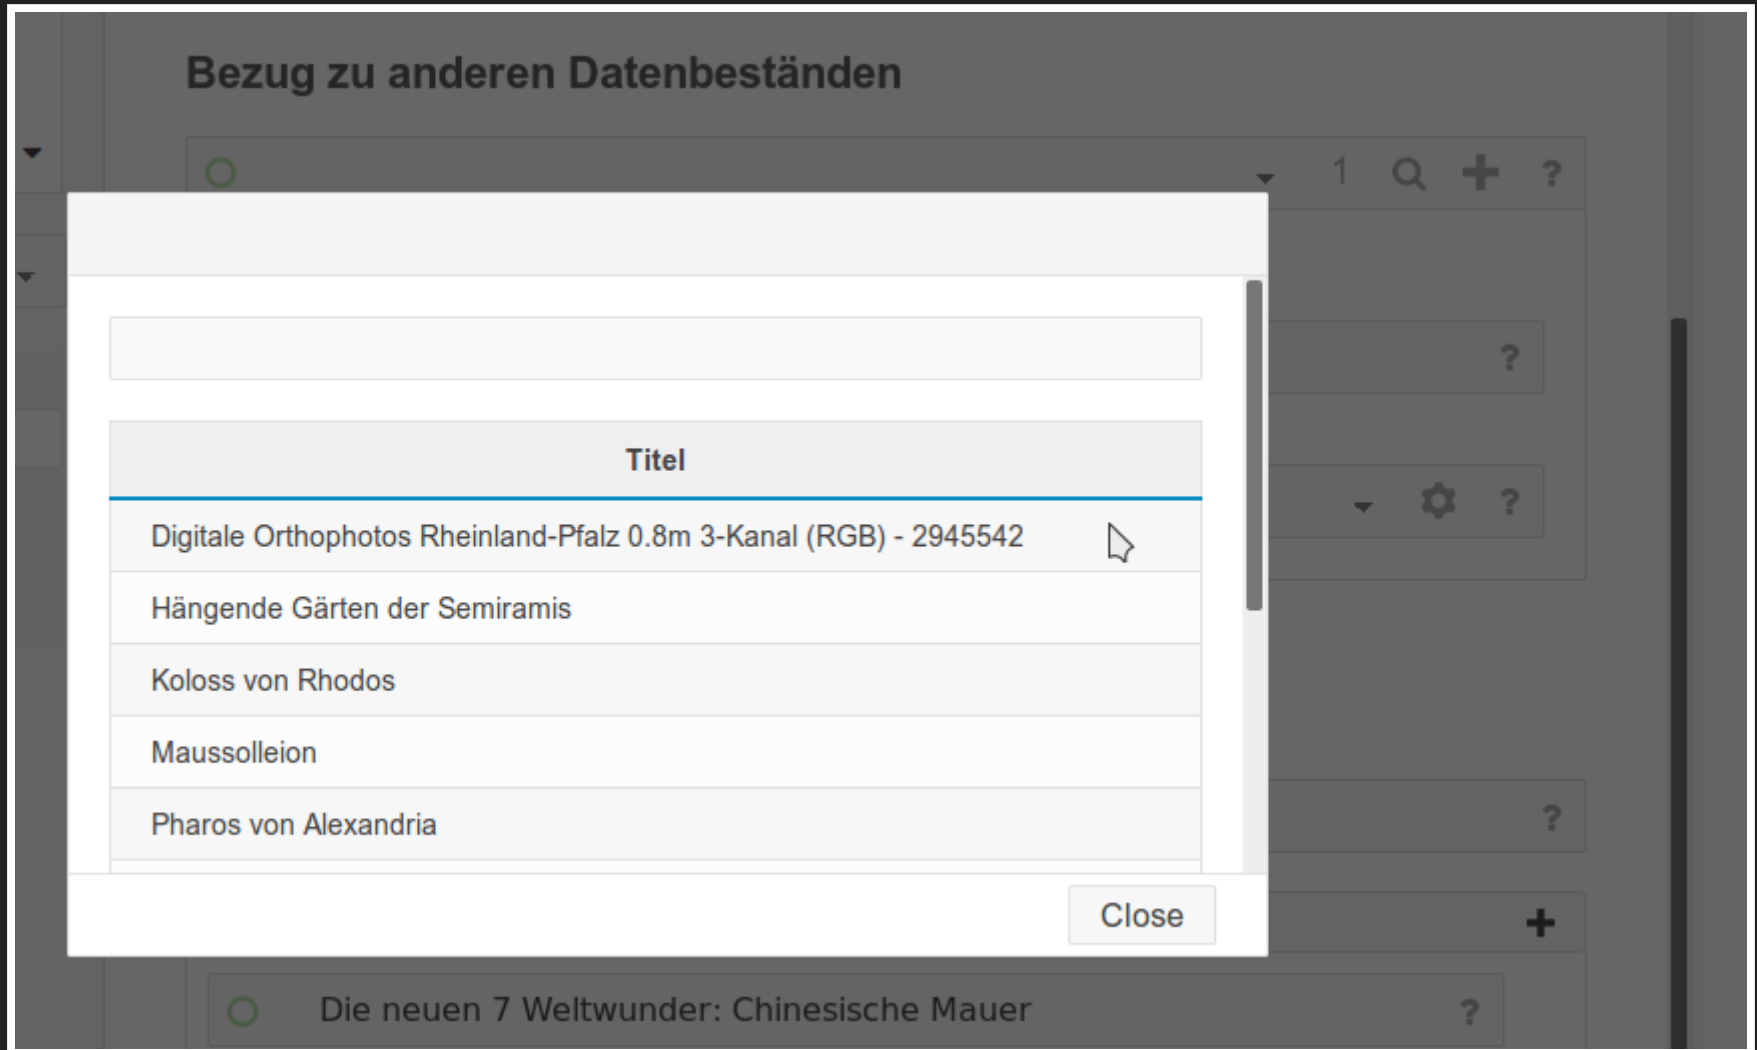 Bezug zu anderen Datenbeständen
1 ?
?
Titel
Digitale Orthophotos Rheinland-Pfalz 0.8m 3-Kanal (RGB) - 2945542
?
Hängende Gärten der Semiramis
Koloss von Rhodos
Maussolleion
Pharos von Alexandria
?
Close
Die neuen 7 Weltwunder: Chinesische Mauer
?